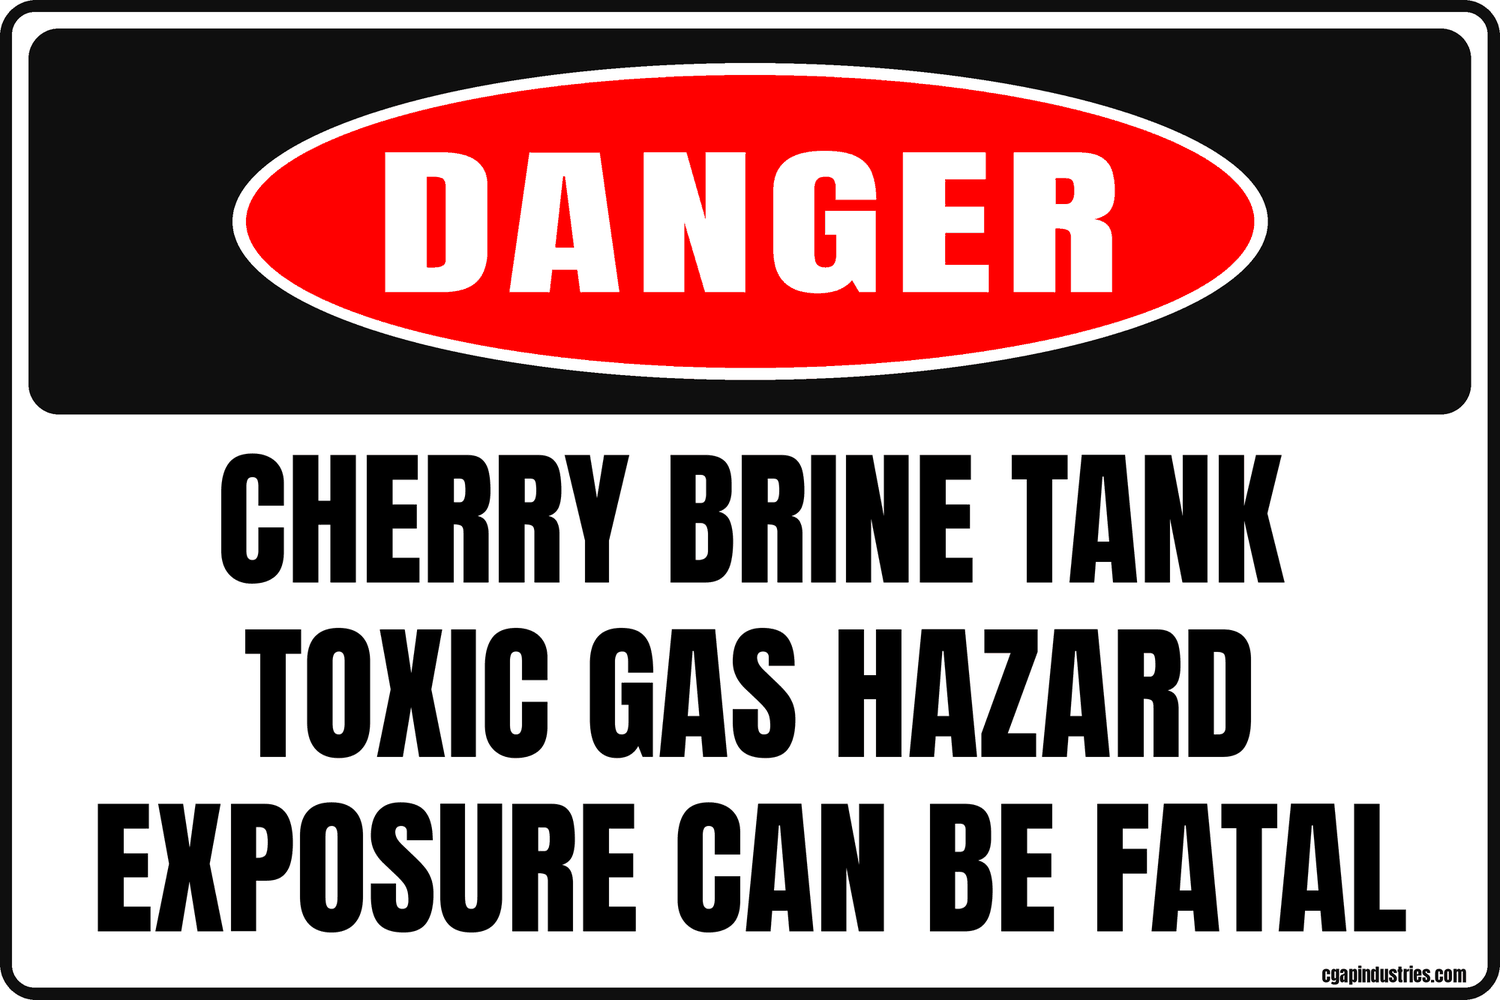 DANGER
CHERRY BRINE TANK
TOXIC GAS HAZARD
EXPOSURE CAN BE FATAL
cgapindustries.com